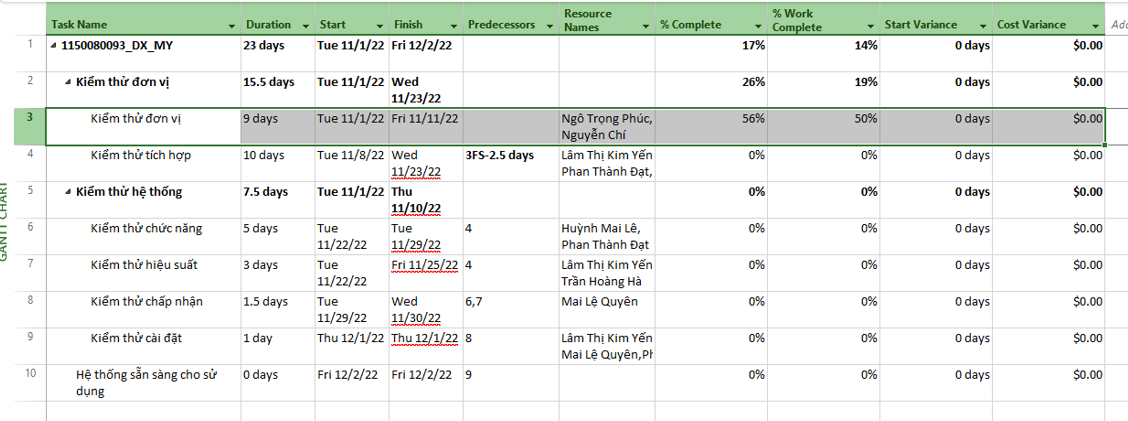 Task Name Duration Start Finish Predecessors Resource Names % Complete % Work Complete Start Variance Cost Variance
1 1150080093_DX_MY 23 days Tue 11/1/22 Fri 12/2/22 17% 14% 0 days $0.00
2 Kiểm thử đơn vị 15.5 days Tue 11/1/22 Wed 11/23/22 26% 19% 0 days $0.00
3 Kiểm thử đơn vị 9 days Tue 11/1/22 Fri 11/11/22 Ngô Trọng Phúc, Nguyễn Chí 56% 50% 0 days $0.00
4 Kiểm thử tích hợp 10 days Tue 11/8/22 Wed 11/23/22 3FS-2.5 days Lâm Thị Kim Yến Phan Thành Đạt, 0% 0% 0 days $0.00
5 Kiểm thử hệ thống 7.5 days Tue 11/1/22 Thu 11/10/22 0% 0% 0 days $0.00
6 Kiểm thử chức năng 5 days Tue 11/22/22 Tue 11/29/22 4 Huỳnh Mai Lê, Phan Thành Đạt 0% 0% 0 days $0.00
7 Kiểm thử hiệu suất 3 days Tue 11/22/22 Fri 11/25/22 4 Lâm Thị Kim Yến Trần Hoàng Hà 0% 0% 0 days $0.00
8 Kiểm thử chấp nhận 1.5 days Tue 11/29/22 Wed 11/30/22 6,7 Mai Lệ Quyên 0% 0% 0 days $0.00
9 Kiểm thử cài đặt 1 day Thu 12/1/22 Thu 12/1/22 8 Lâm Thị Kim Yến Mai Lệ Quyên, 0% 0% 0 days $0.00
10 Hệ thống sẵn sàng cho sử dụng 0 days Fri 12/2/22 Fri 12/2/22 9 0% 0% 0 days $0.00
GANTT CHART